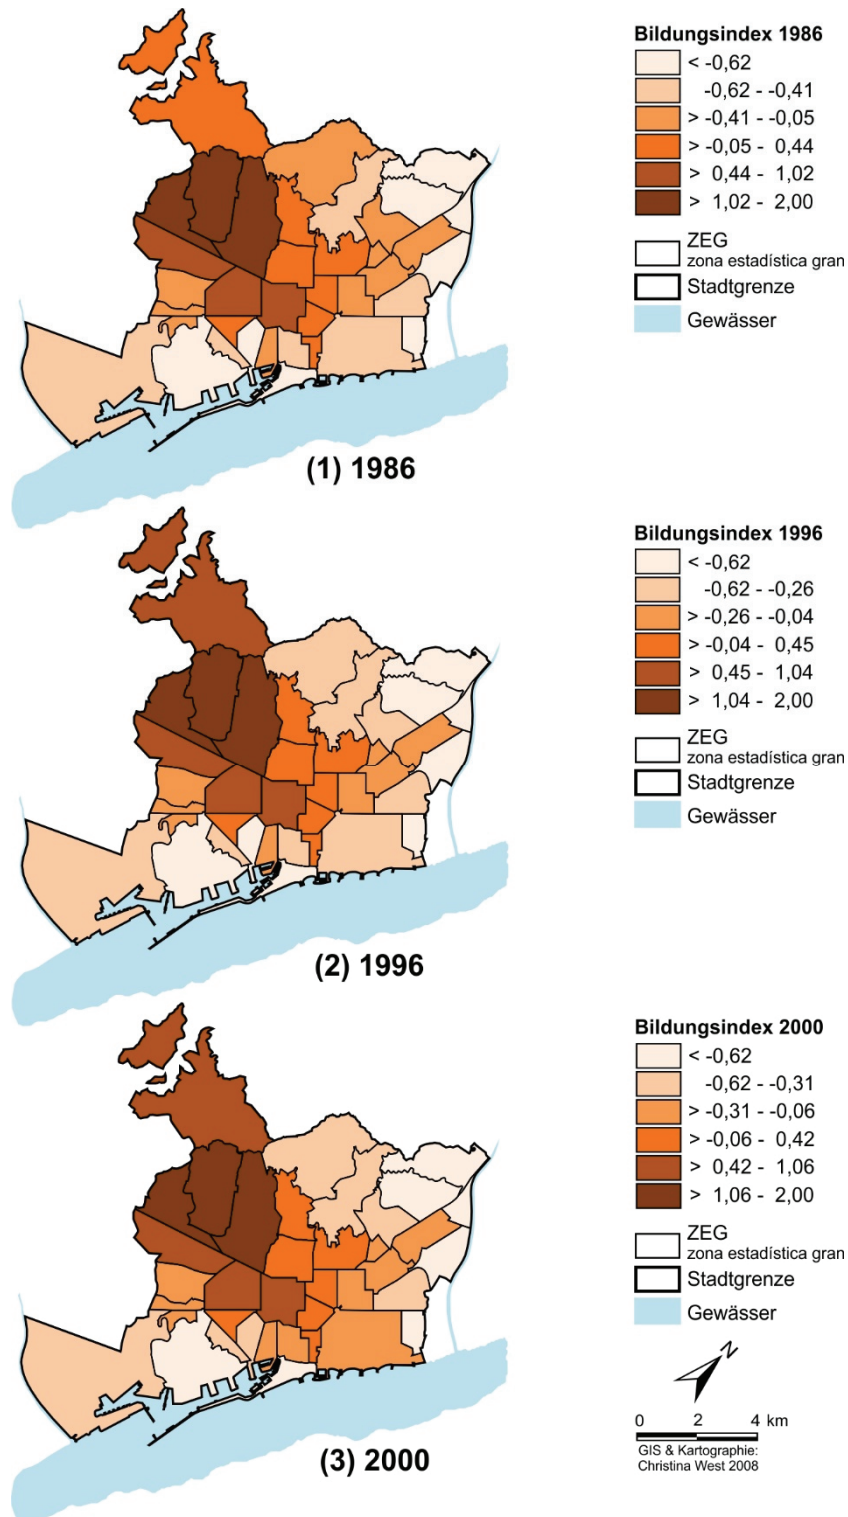 Bildungsindex 1986
< -0,62
-0,62 - -0,41
> -0,41 - -0,05
> -0,05 - 0,44
> 0,44 - 1,02
> 1,02 - 2,00
ZEG
zona estadística gran
Stadtgrenze
Gewässer
(1) 1986
Bildungsindex 1996
< -0,62
-0,62 - -0,26
> -0,26 - -0,04
> -0,04 - 0,45
> 0,45 - 1,04
> 1,04 - 2,00
ZEG
zona estadística gran
Stadtgrenze
Gewässer
(2) 1996
Bildungsindex 2000
< -0,62
-0,62 - -0,31
> -0,31 - -0,06
> -0,06 - 0,42
> 0,42 - 1,06
> 1,06 - 2,00
ZEG
zona estadística gran
Stadtgrenze
Gewässer
N
0 2 4 km
GIS & Kartographie:
Christina West 2008
(3) 2000